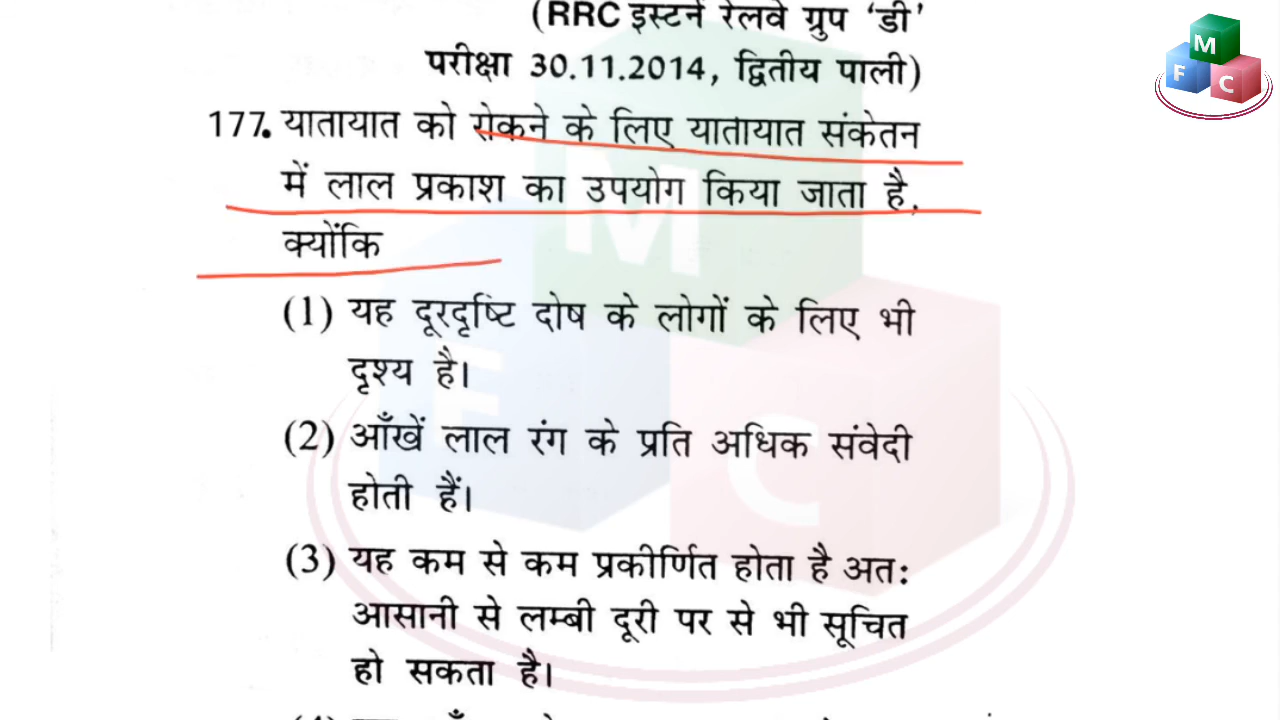 (RRC इस्टर्न रेलवे ग्रुप ‘डी’
परीक्षा 30.11.2014, द्वितीय पाली)
177. यातायात को रोकने के लिए यातायात संकेतन
में लाल प्रकाश का उपयोग किया जाता है,
क्योंकि
(1) यह दूरदृष्टि दोष के लोगों के लिए भी
दृश्य है।
(2) आँखें लाल रंग के प्रति अधिक संवेदी
होती हैं।
(3) यह कम से कम प्रकीर्णित होता है अतः
आसानी से लम्बी दूरी पर से भी सूचित
हो सकता है।
M
F
C
M
F
C